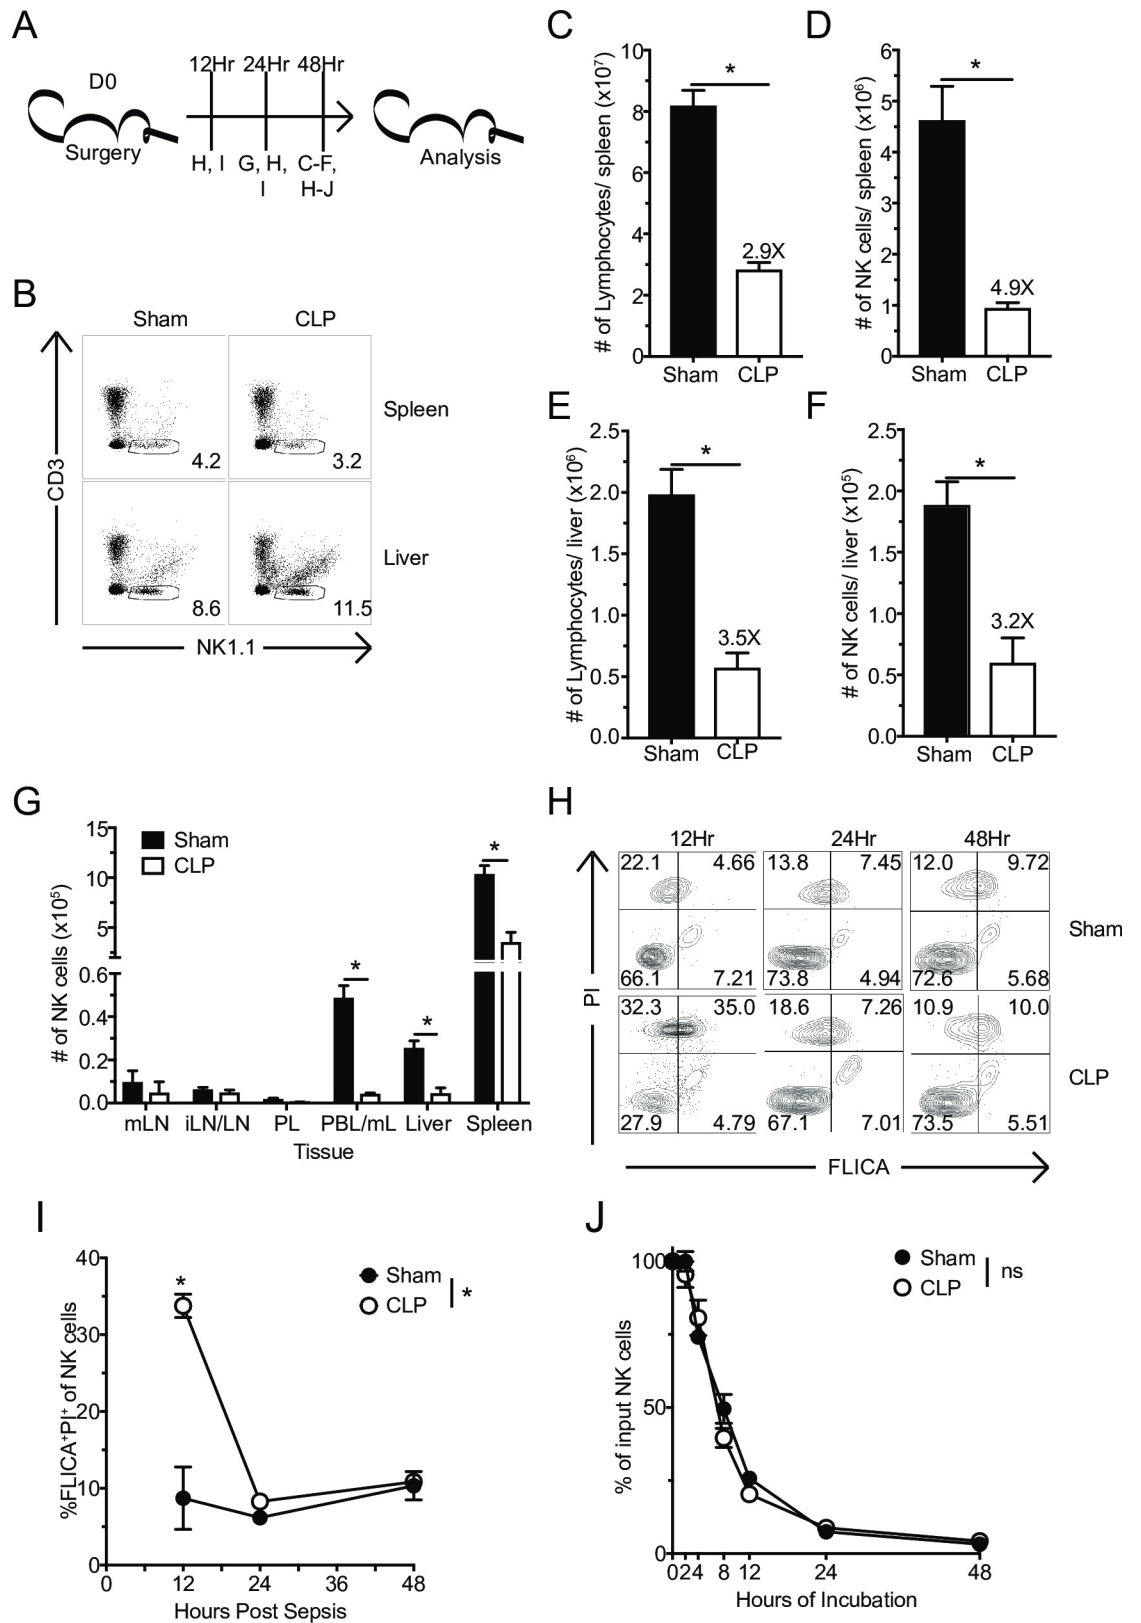 A
D0
12Hr 24Hr 48Hr
Surgery
H, I
G, H,
I
C-F,
H-J
Analysis
B
Sham CLP
CD3
Spleen
4.2 3.2
Liver
8.6 11.5
NK1.1
C
# of Lymphocytes/ spleen (x10⁷)
10
8
6
4
2
0
*
2.9X
Sham CLP
D
# of NK cells/ spleen (x10⁶)
6
5
4
3
2
1
0
*
4.9X
Sham CLP
E
# of Lymphocytes/ liver (x10⁶)
2.5
2.0
1.5
1.0
0.5
0.0
*
3.5X
Sham CLP
F
# of NK cells/ liver (x10⁵)
2.5
2.0
1.5
1.0
0.5
0.0
*
3.2X
Sham CLP
G
Sham
CLP
# of NK cells (x10⁵)
15
10
5
0.6
0.4
0.2
0.0
*
*
*
mLN iLN/LN PL PBL/mL Liver Spleen
Tissue
H
12Hr 24Hr 48Hr
22.1 4.66 13.8 7.45 12.0 9.72
Sham
66.1 7.21 73.8 4.94 72.6 5.68
PI
32.3 35.0 18.6 7.26 10.9 10.0
CLP
27.9 4.79 67.1 7.01 73.5 5.51
FLICA
I
%FLICA⁺PI⁺ of NK cells
40
30
20
10
0
*
Sham
CLP
*
0 12 24 36 48
Hours Post Sepsis
J
% of input NK cells
100
50
0
Sham
CLP
ns
0 2 4 8 12 24 48
Hours of Incubation